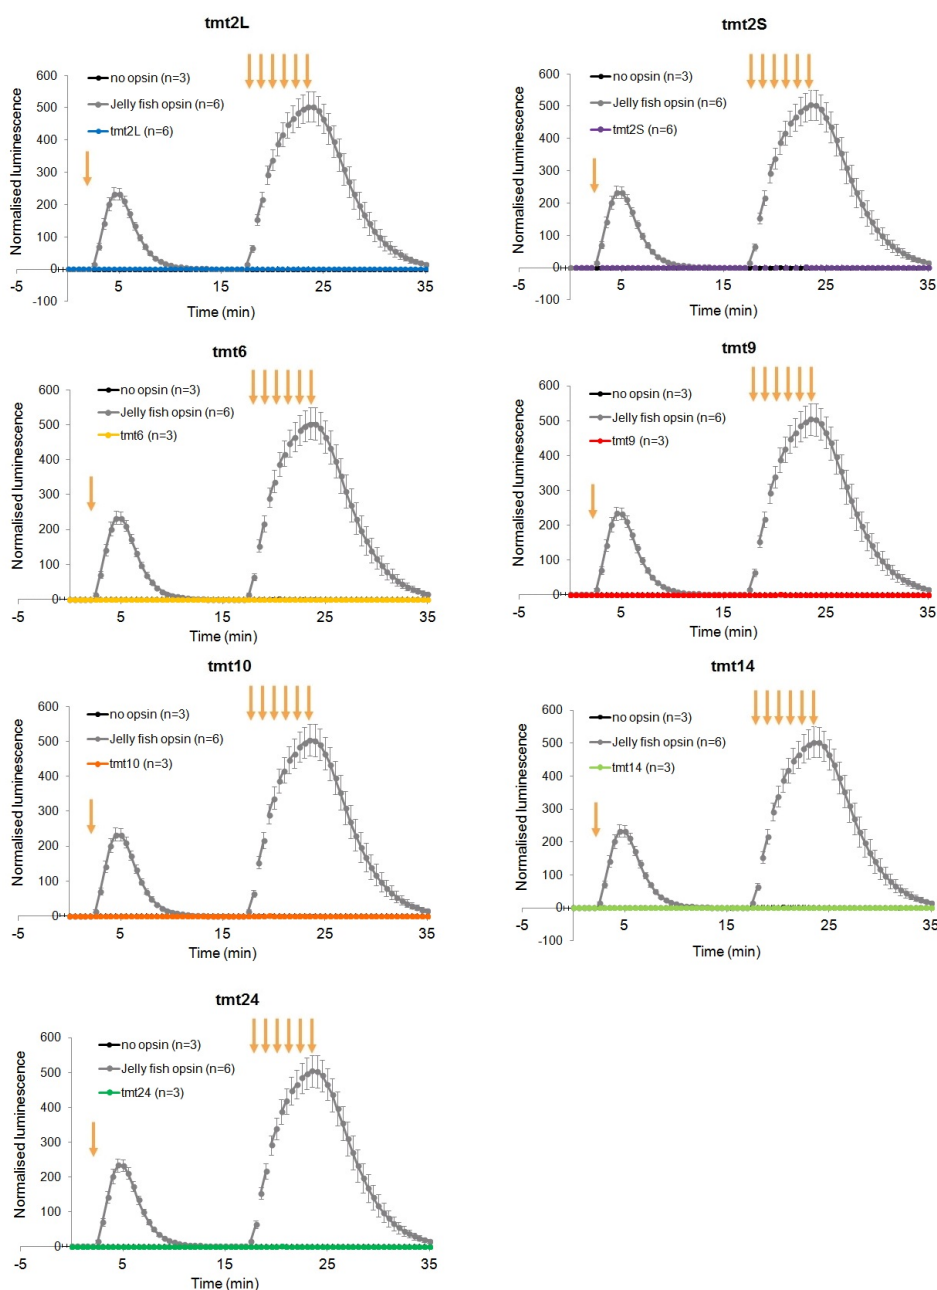 tmt2L
600
500
400
300
200
100
0
-100
Normalised luminescence
no opsin (n=3)
Jelly fish opsin (n=6)
tmt2L (n=6)
5
15
25
35
Time (min)
tmt2S
600
500
400
300
200
100
0
-100
Normalised luminescence
no opsin (n=3)
Jelly fish opsin (n=6)
tmt2S (n=6)
-5
5
15
25
35
Time (min)
tmt6
600
500
400
300
200
100
0
Normalised luminescence
no opsin (n=3)
Jelly fish opsin (n=6)
tmt6 (n=3)
-5
5
15
25
35
Time (min)
tmt9
600
500
400
300
200
100
0
Normalised luminescence
no opsin (n=3)
Jelly fish opsin (n=6)
tmt9 (n=3)
-5
5
15
25
35
Time (min)
tmt10
600
500
400
300
200
100
0
Normalised luminescence
no opsin (n=3)
Jelly fish opsin (n=6)
tmt10 (n=3)
-5
5
15
25
35
Time (min)
tmt14
600
500
400
300
200
100
0
-100
Normalised luminescence
no opsin (n=3)
Jelly fish opsin (n=6)
tmt14 (n=3)
5
15
25
35
Time (min)
tmt24
600
500
400
300
200
100
0
Normalised luminescence
no opsin (n=3)
Jelly fish opsin (n=6)
tmt24 (n=3)
-5
5
15
25
35
Time (min)